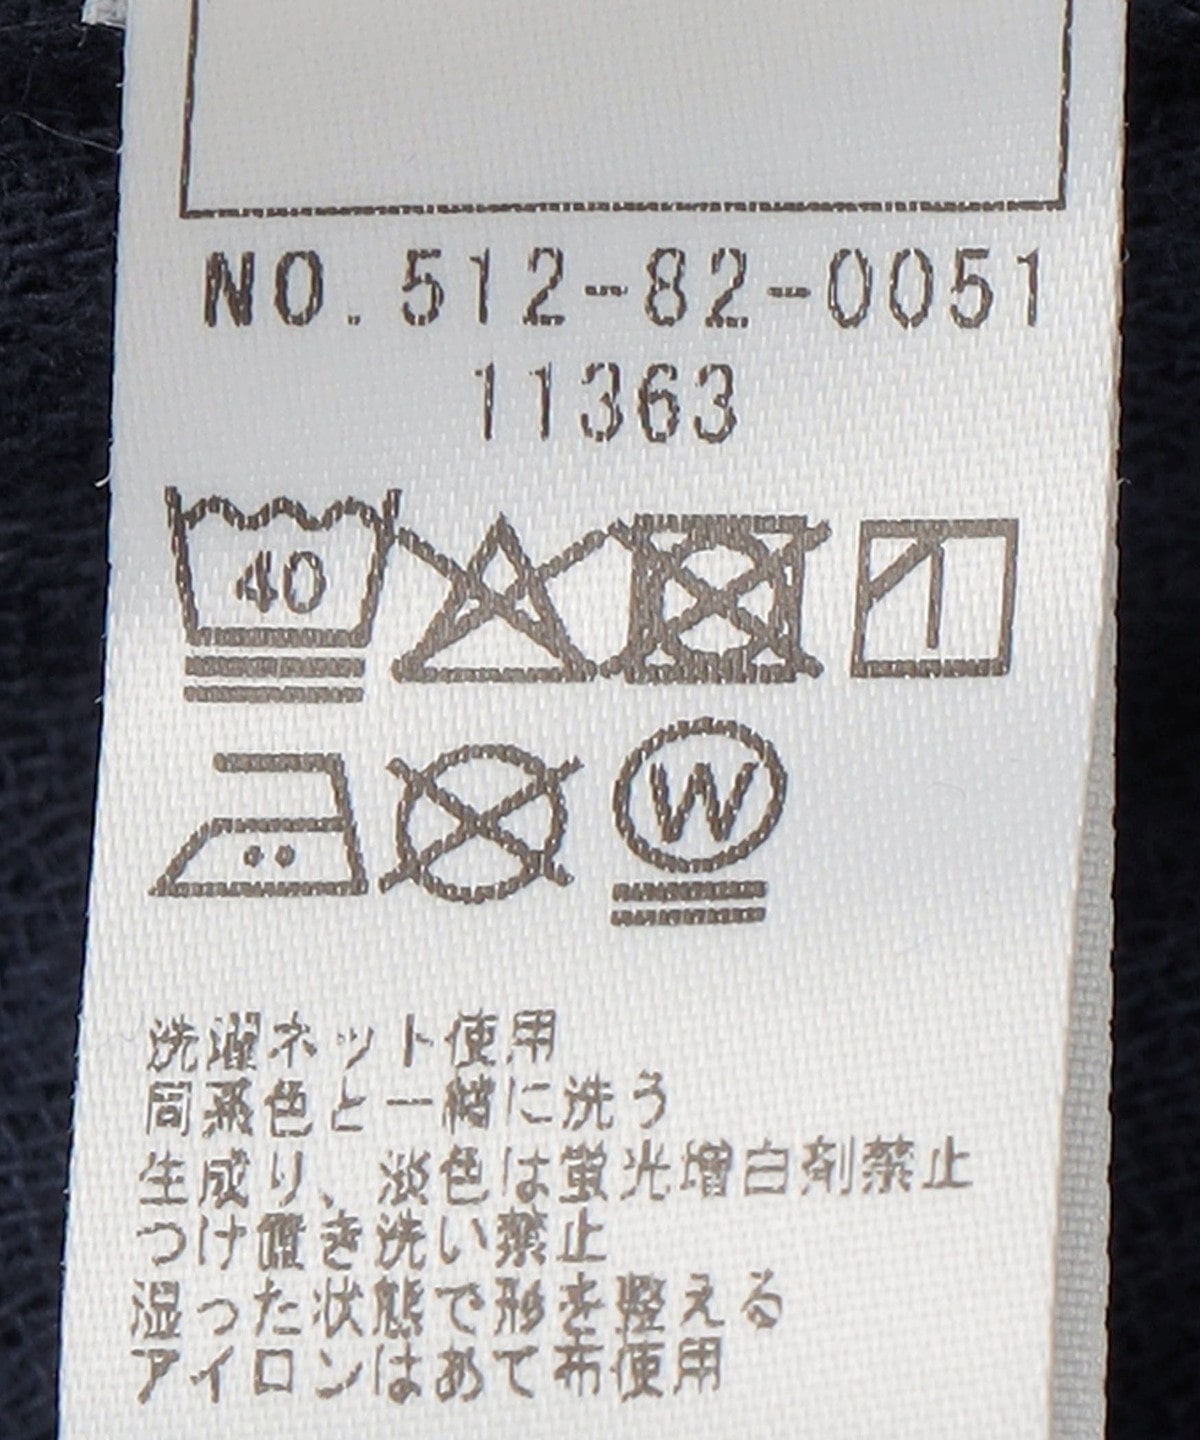 NO.512-82-0051
11363
40
W
洗濯ネット使用
同系色と一緒に洗う
生成り、淡色は蛍光増白剤禁止
つけ置き洗い禁止
湿った状態で形を整える
アイロンはあて布使用